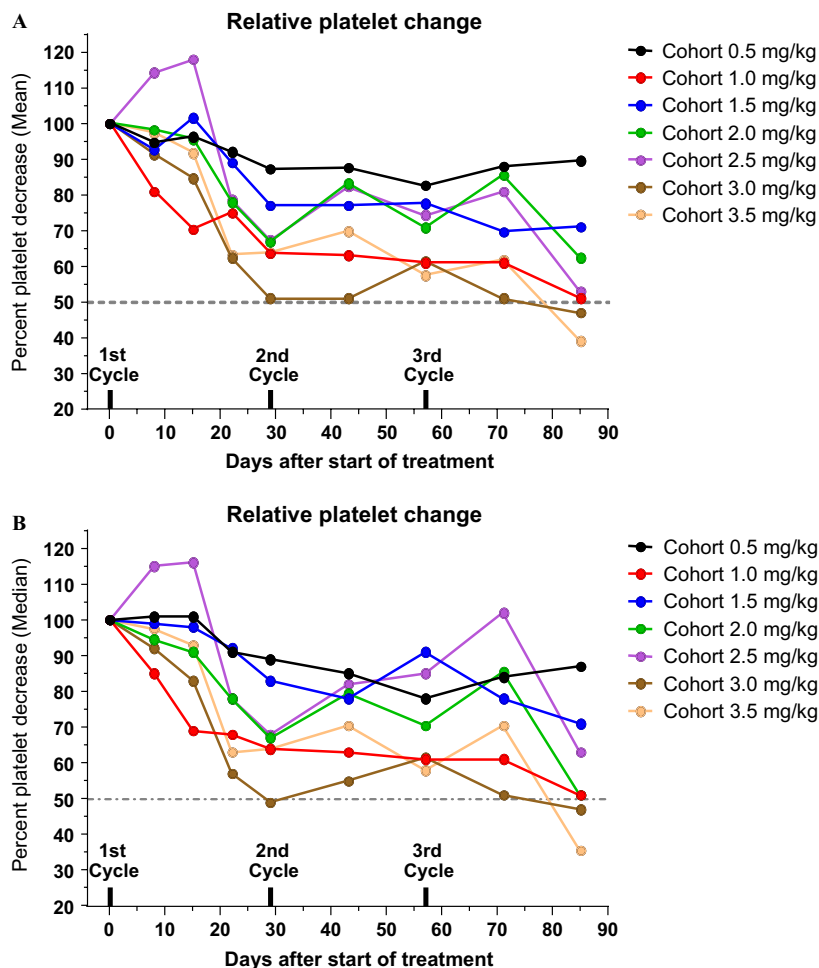 A
Relative platelet change
Percent platelet decrease (Mean)
120
110
100
90
80
70
60
50
40
30
20
1st
Cycle
2nd
Cycle
3rd
Cycle
0 10 20 30 40 50 60 70 80 90
Days after start of treatment
Cohort 0.5 mg/kg
Cohort 1.0 mg/kg
Cohort 1.5 mg/kg
Cohort 2.0 mg/kg
Cohort 2.5 mg/kg
Cohort 3.0 mg/kg
Cohort 3.5 mg/kg
B
Relative platelet change
Percent platelet decrease (Median)
120
110
100
90
80
70
60
50
40
30
20
1st
Cycle
2nd
Cycle
3rd
Cycle
0 10 20 30 40 50 60 70 80 90
Days after start of treatment
Cohort 0.5 mg/kg
Cohort 1.0 mg/kg
Cohort 1.5 mg/kg
Cohort 2.0 mg/kg
Cohort 2.5 mg/kg
Cohort 3.0 mg/kg
Cohort 3.5 mg/kg